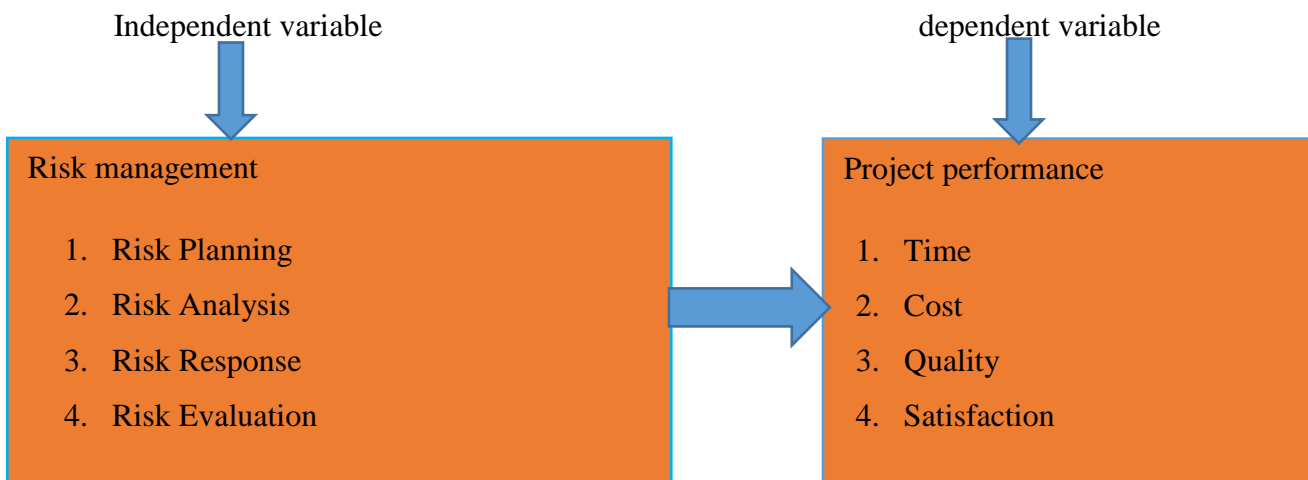 Independent variable
dependent variable
Risk management
1. Risk Planning
2. Risk Analysis
3. Risk Response
4. Risk Evaluation
Project performance
1. Time
2. Cost
3. Quality
4. Satisfaction